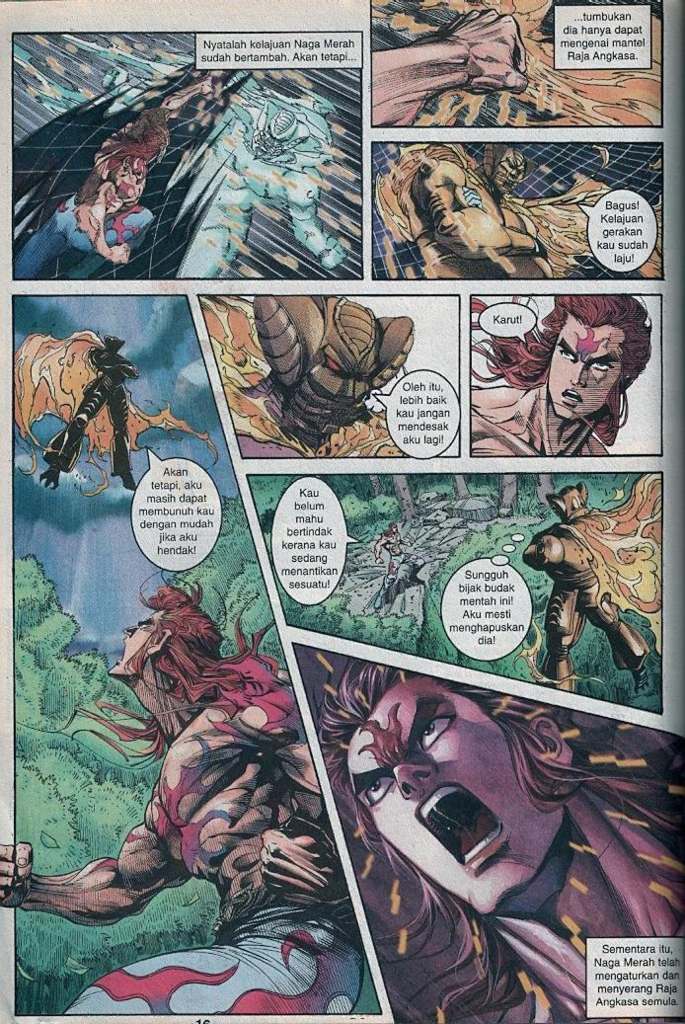 Nyatalah kelajuan Naga Merah
sudah bertambah. Akan tetapi...
...tumbukan
dia hanya dapat
mengenai mantel
Raja Angkasa.
Bagus!
Kelajuan
gerakan
kau sudah
laju!
Akan
tetapi, aku
masih dapat
membunuh kau
dengan mudah
jika aku
hendak!
Oleh itu,
lebih baik
kau jangan
mendesak
aku lagi!
Karut!
Kau
belum
mahu
bertindak
kerana kau
sedang
menantikan
sesuatu!
Sungguh
bijak budak
mentah ini!
Aku mesti
menghapuskan
dia!
Sementara itu,
Naga Merah telah
mengaturkan dan
menyerang Raja
Angkasa semula.
16